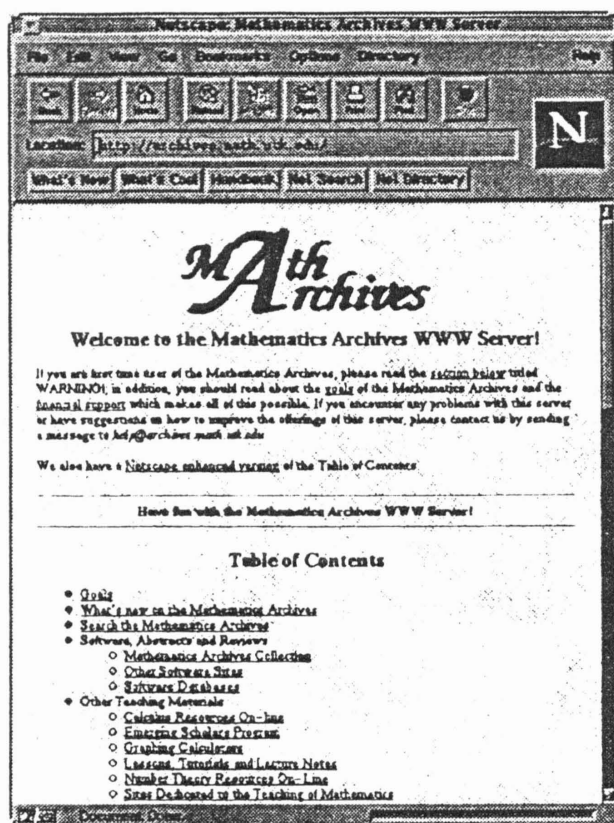 Netscape: Mathematics Archives WWW Server
File Edit View Go Bookmarks Options Directory Help
Back Home Reload Open Print Find
Location: http://archives.math.utk.edu/
N
What's New What's Cool Handbook Net Search Net Directory
Math
Archives
Welcome to the Mathematics Archives WWW Server!
If you are first time user of the Mathematics Archives, please read the section below titled
WARNING!, in addition, you should read about the goals of the Mathematics Archives and the
financial support which makes all of this possible. If you encounter any problems with this server
or have suggestions on how to improve the offerings of this server, please contact us by sending
a message to help@archives.math.utk.edu
We also have a Netscape enhanced version of the Table of Contents
Have fun with the Mathematics Archives WWW Server!
Table of Contents
Goals
What's new on the Mathematics Archives
Search the Mathematics Archives
Software, Abstracts and Reviews
Mathematics Archives Collection
Other Software Sites
Software Databases
Other Teaching Materials
Calculus Resources On-line
Emerging Scholars Program
Graphing Calculators
Lessons, Tutorials and Lecture Notes
Number Theory Resources On-Line
Sites Dedicated to the Teaching of Mathematics
Document Done.